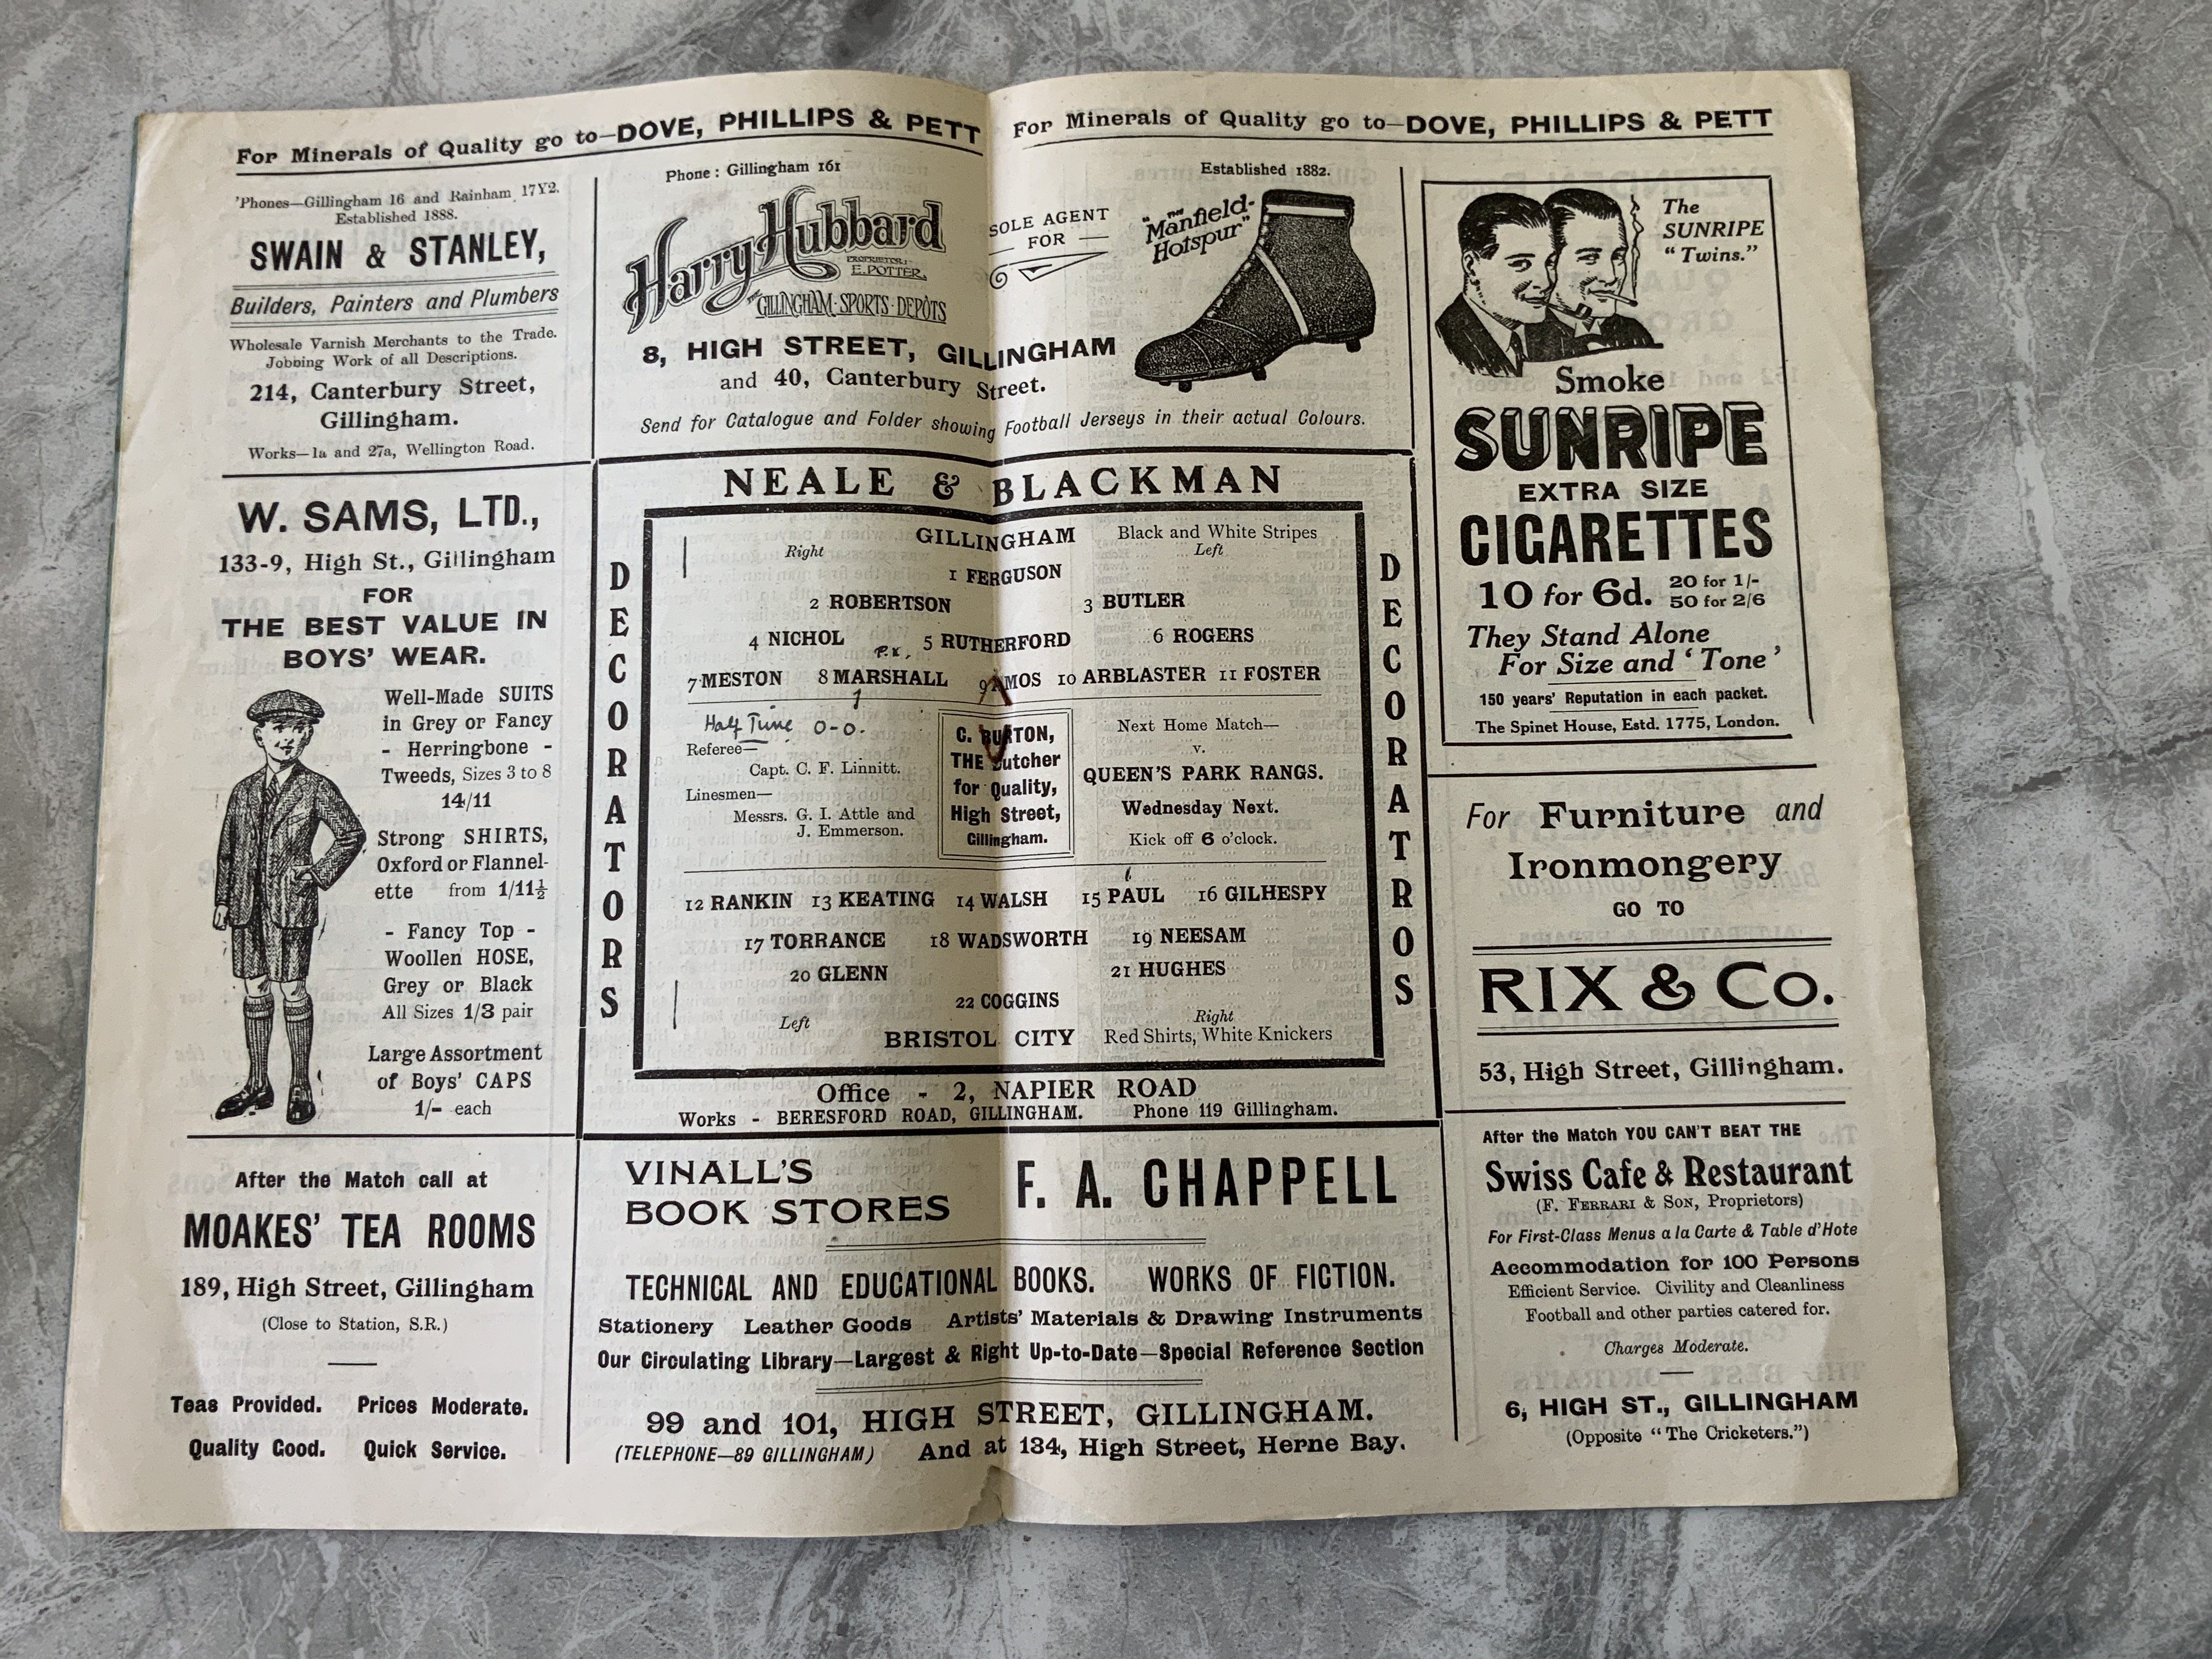 For Minerals of Quality go to—DOVE, PHILLIPS & PETT
For Minerals of Quality go to—DOVE, PHILLIPS & PETT
'Phones—Gillingham 16 and Rainham 17Y2.
Established 1888.
SWAIN & STANLEY,
Builders, Painters and Plumbers
Wholesale Varnish Merchants to the Trade.
Jobbing Work of all Descriptions.
214, Canterbury Street,
Gillingham.
Works—1a and 27a, Wellington Road.
W. SAMS, LTD.,
133-9, High St., Gillingham
FOR
THE BEST VALUE IN
BOYS' WEAR.
Well-Made SUITS
in Grey or Fancy
- Herringbone -
Tweeds, Sizes 3 to 8
14/11
Strong SHIRTS,
Oxford or Flannel-
ette from 1/11½
- Fancy Top -
Woollen HOSE,
Grey or Black
All Sizes 1/3 pair
Large Assortment
of Boys' CAPS
1/- each
After the Match call at
MOAKES' TEA ROOMS
189, High Street, Gillingham
(Close to Station, S.R.)
Teas Provided. Prices Moderate.
Quality Good. Quick Service.
Phone: Gillingham 161
Established 1882.
Harry Hubbard
PROPRIETOR,
E. POTTER,
THE GILLINGHAM SPORTS DEPÔTS
SOLE AGENT
FOR
"THE Manfield-
Hotspur"
8, HIGH STREET, GILLINGHAM
and 40, Canterbury Street.
Send for Catalogue and Folder showing Football Jerseys in their actual Colours.
NEALE & BLACKMAN
DECORATORS
DECORATROS
GILLINGHAM Black and White Stripes
Right Left
1 FERGUSON
2 ROBERTSON 3 BUTLER
4 NICHOL 5 RUTHERFORD 6 ROGERS
P.K.
7 MESTON 8 MARSHALL 9 AMOS 10 ARBLASTER 11 FOSTER
1
Half Time 0-0.
Referee—
Capt. C. F. Linnitt.
Linesmen—
Messrs. G. I. Attle and
J. Emmerson.
C. BURTON,
THE Butcher
for Quality,
High Street,
Gillingham.
Next Home Match—
v.
QUEEN'S PARK RANGS.
Wednesday Next.
Kick off 6 o'clock.
1
12 RANKIN 13 KEATING 14 WALSH 15 PAUL 16 GILHESPY
17 TORRANCE 18 WADSWORTH 19 NEESAM
20 GLENN 21 HUGHES
22 COGGINS
Left Right
BRISTOL CITY Red Shirts, White Knickers
Office - 2, NAPIER ROAD
Works - BERESFORD ROAD, GILLINGHAM. Phone 119 Gillingham.
VINALL'S
BOOK STORES
F. A. CHAPPELL
TECHNICAL AND EDUCATIONAL BOOKS. WORKS OF FICTION.
Stationery Leather Goods Artists' Materials & Drawing Instruments
Our Circulating Library—Largest & Right Up-to-Date—Special Reference Section
99 and 101, HIGH STREET, GILLINGHAM.
(TELEPHONE—89 GILLINGHAM) And at 134, High Street, Herne Bay.
The
SUNRIPE
"Twins."
Smoke
SUNRIPE
EXTRA SIZE
CIGARETTES
10 for 6d. 20 for 1/-
50 for 2/6
They Stand Alone
For Size and 'Tone'
150 years' Reputation in each packet.
The Spinet House, Estd. 1775, London.
For Furniture and
Ironmongery
GO TO
RIX & Co.
53, High Street, Gillingham.
After the Match YOU CAN'T BEAT THE
Swiss Cafe & Restaurant
(F. FERRARI & SON, Proprietors)
For First-Class Menus a la Carte & Table d'Hote
Accommodation for 100 Persons
Efficient Service. Civility and Cleanliness
Football and other parties catered for.
Charges Moderate.
6, HIGH ST., GILLINGHAM
(Opposite "The Cricketers.")